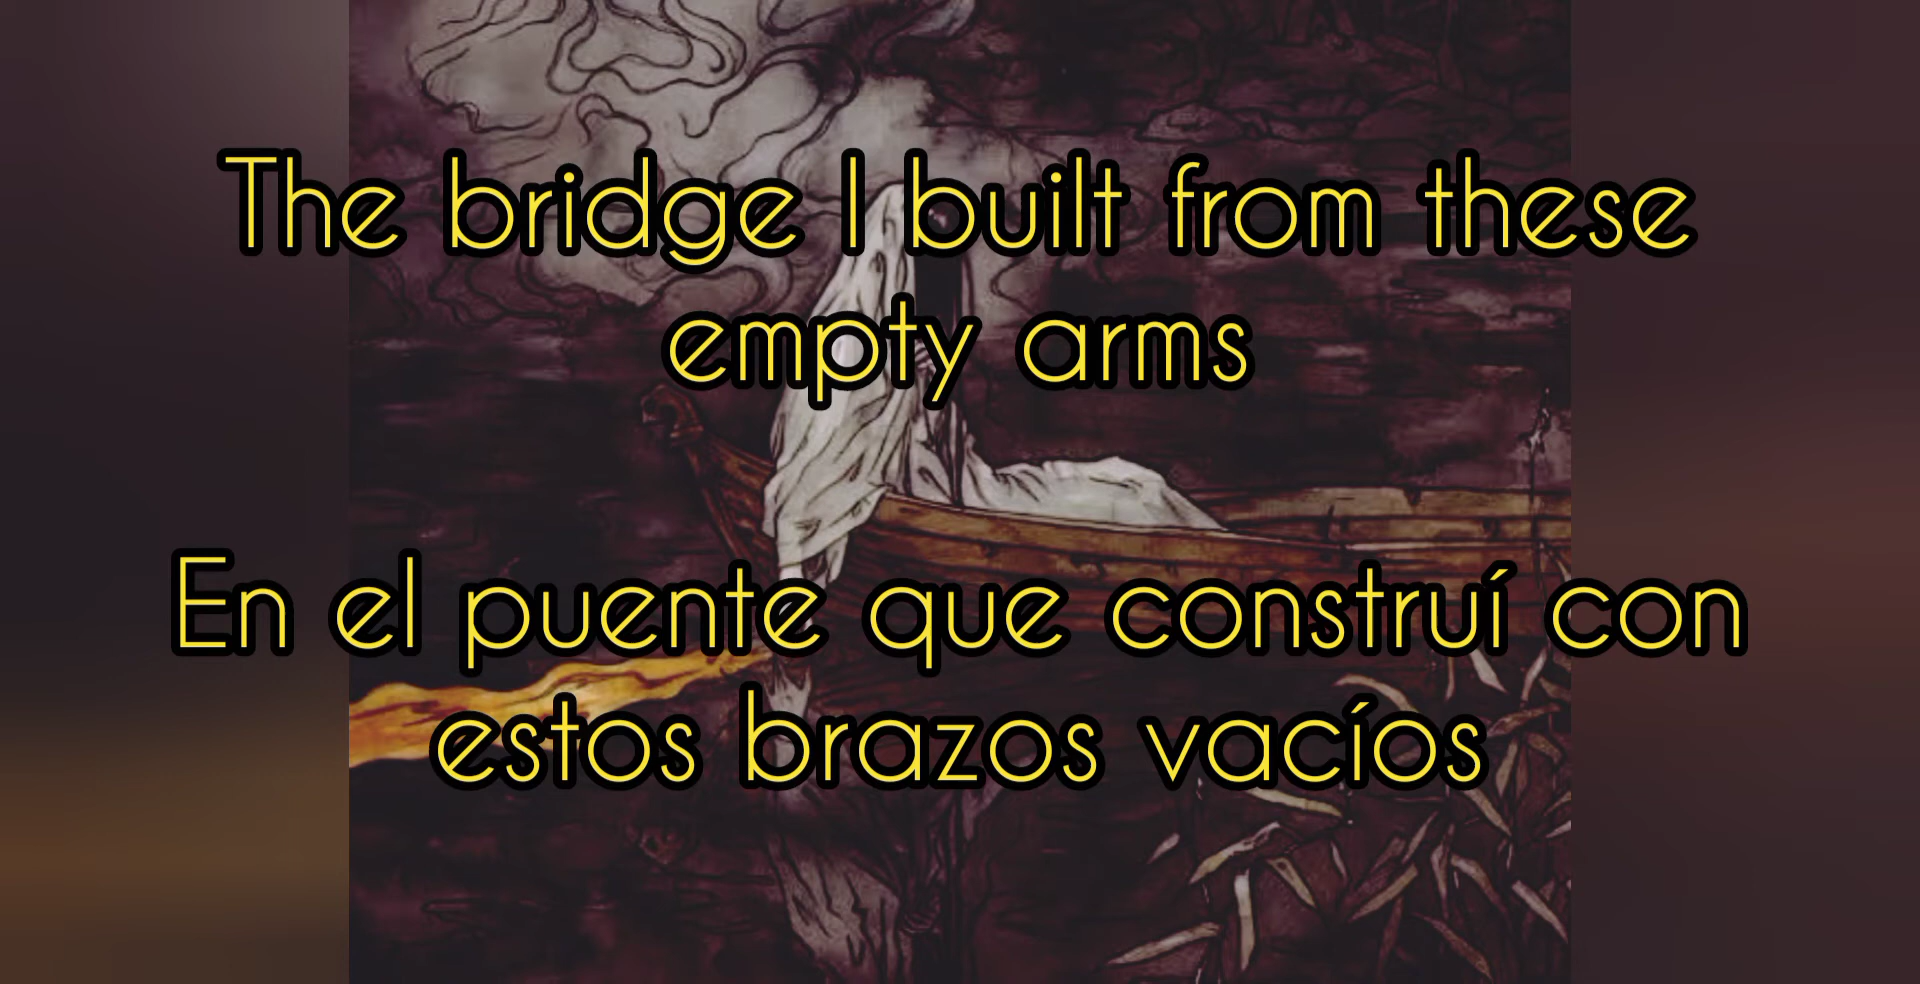 The bridge I built from these
empty arms
En el puente que construí con
estos brazos vacíos